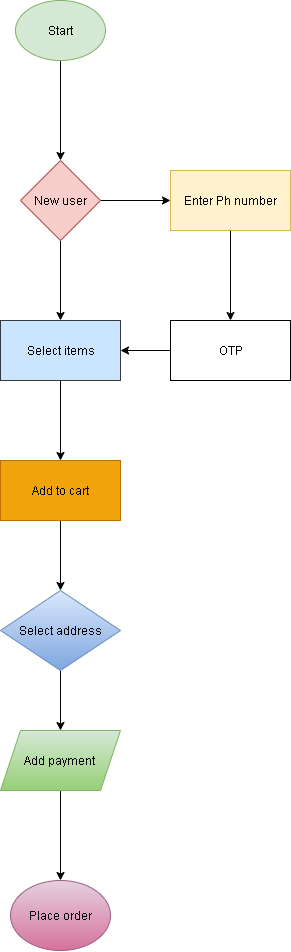 Start
New user
Enter Ph number
Select items
OTP
Add to cart
Select address
Add payment
Place order